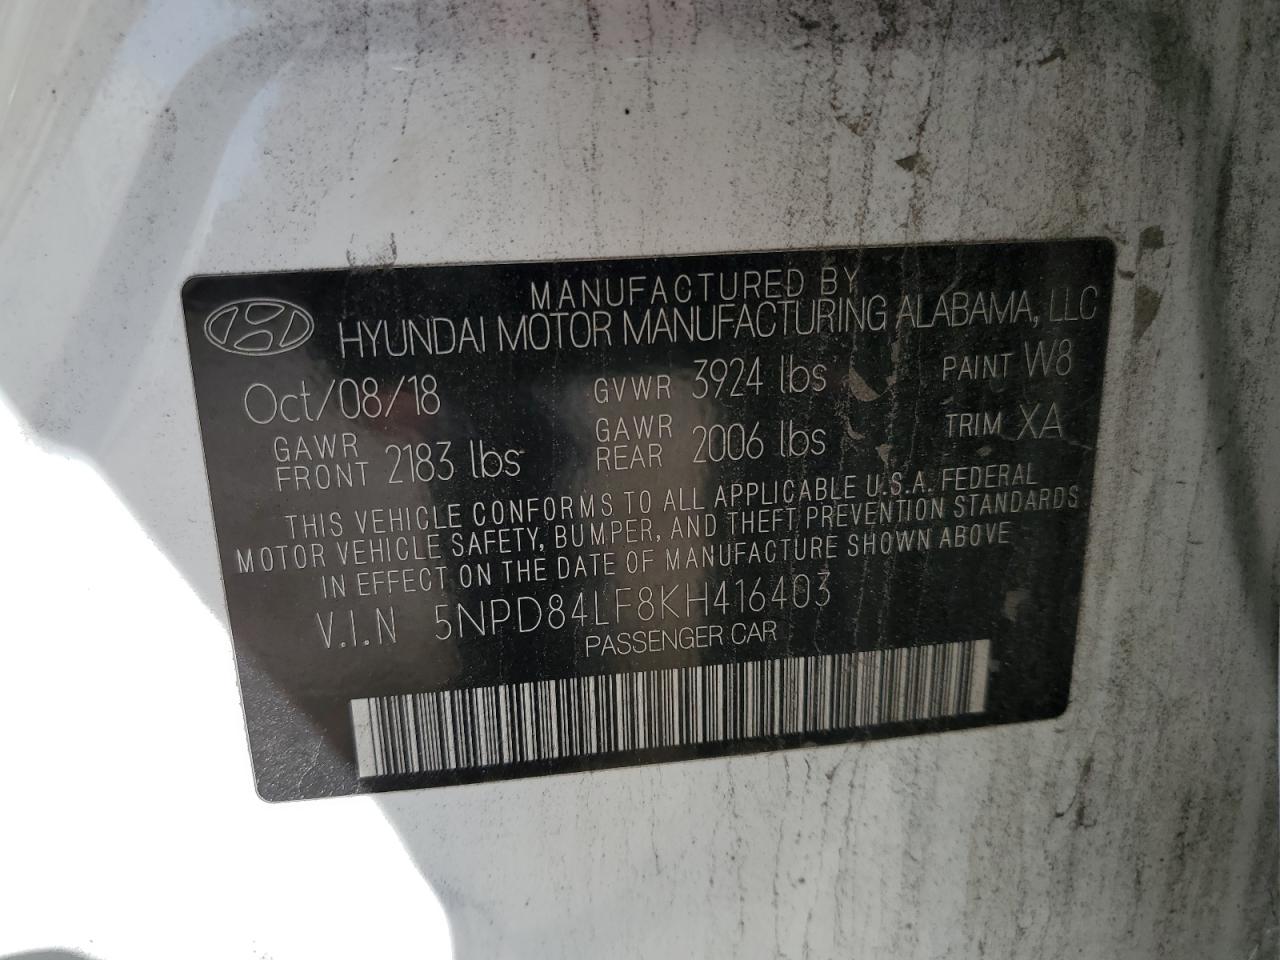 MANUFACTURED BY
HYUNDAI MOTOR MANUFACTURING ALABAMA, LLC
Oct/08/18 GVWR 3924 lbs PAINT W8
GAWR FRONT 2183 lbs GAWR REAR 2006 lbs TRIM XA
THIS VEHICLE CONFORMS TO ALL APPLICABLE U.S.A. FEDERAL
MOTOR VEHICLE SAFETY, BUMPER, AND THEFT PREVENTION STANDARDS
IN EFFECT ON THE DATE OF MANUFACTURE SHOWN ABOVE
V.I.N 5NPD84LF8KH416403
PASSENGER CAR